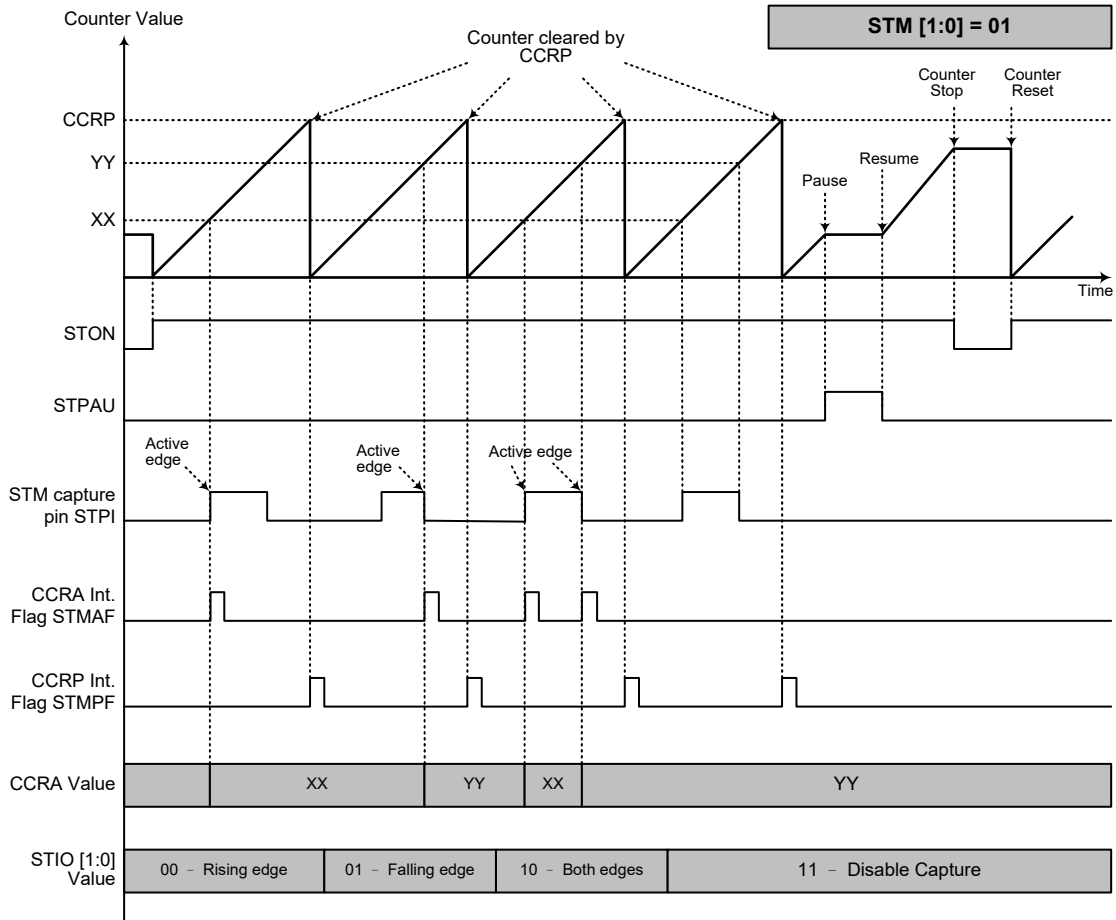 Counter Value
STM [1:0] = 01
Counter cleared by
CCRP
Counter
Stop
Counter
Reset
CCRP
YY
Resume
Pause
XX
Time
STON
STPAU
Active
edge
Active
edge
Active edge
STM capture
pin STPI
CCRA Int.
Flag STMAF
CCRP Int.
Flag STMPF
CCRA Value
XX
YY
XX
YY
STIO [1:0]
Value
00 – Rising edge
01 – Falling edge
10 – Both edges
11 – Disable Capture